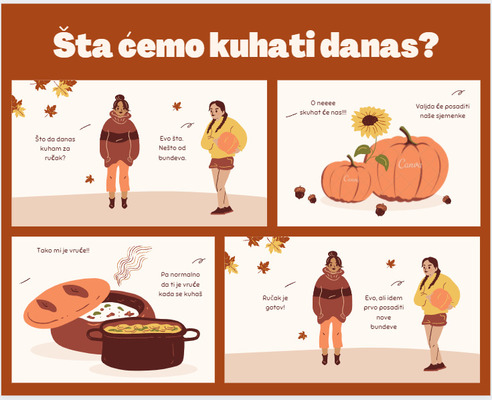 Šta ćemo kuhati danas?
Što da danas
kuham za
ručak?
Evo šta.
Nešto od
bundeva.
O neeee
skuhat će nas!!!
Valjda će posaditi
naše sjemenke
Canva
Canva
Tako mi je vruće!!
Pa normalno
da ti je vruće
kada se kuhaš
Ručak je
gotov!
Evo, ali idem
prvo posaditi
nove
bundeve